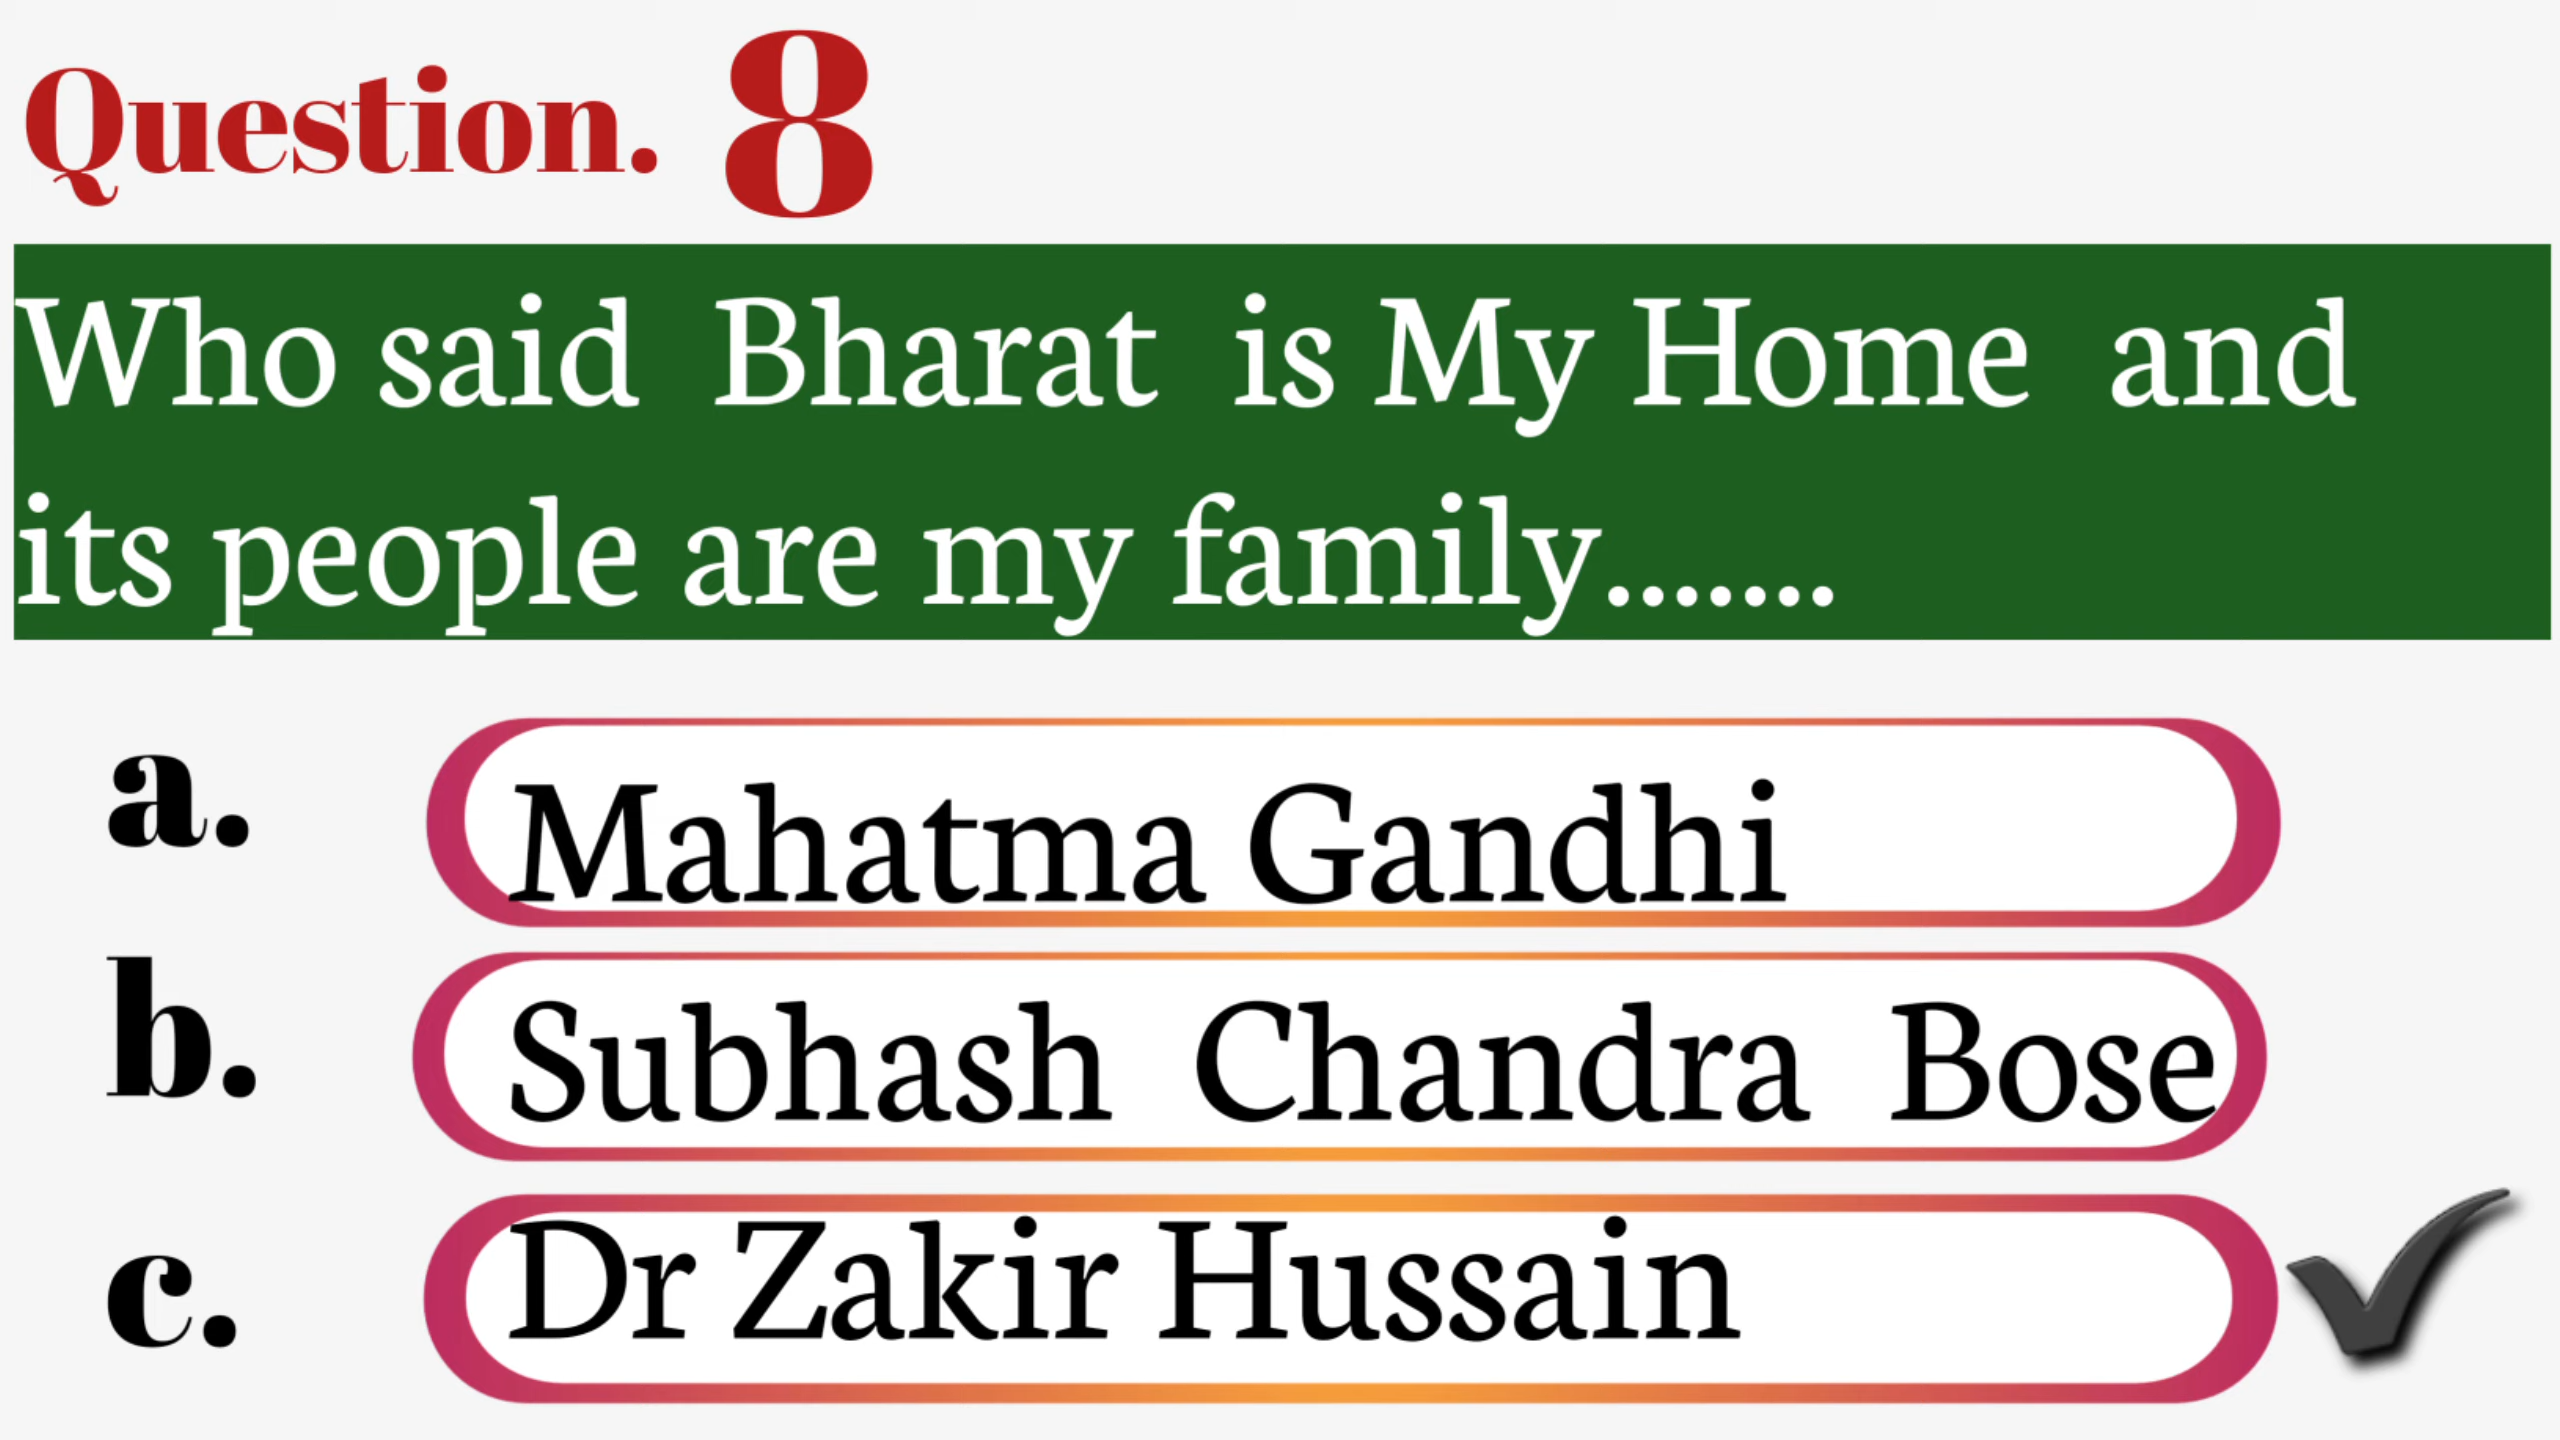 Question. 8
Who said Bharat is My Home and
its people are my family.......
a. Mahatma Gandhi
b. Subhash Chandra Bose
c. Dr Zakir Hussain